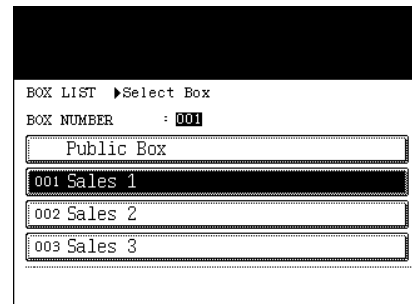 BOX LIST ▶Select Box
BOX NUMBER : 001
Public Box
001 Sales 1
002 Sales 2
003 Sales 3